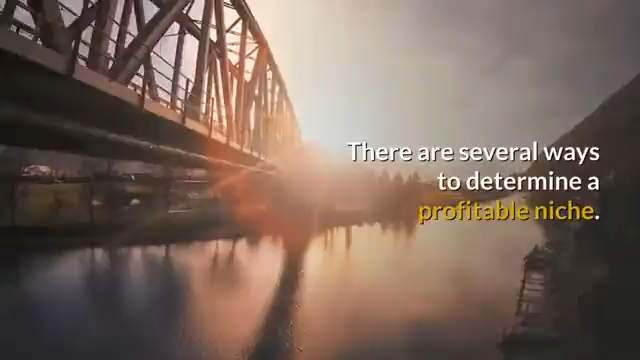 There are several ways
to determine a
profitable niche.